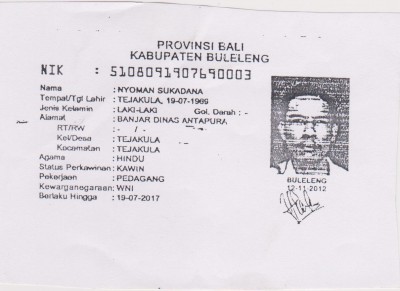 PROVINSI BALI
KABUPATEN BULELENG
NIK : 5108091907690003
Nama : NYOMAN SUKADANA
Tempat/Tgl Lahir : TEJAKULA, 19-07-1969
Jenis Kelamin : LAKI-LAKI Gol. Darah : -
Alamat : BANJAR DINAS ANTAPURA
RT/RW : - / -
Kel/Desa : TEJAKULA
Kecamatan : TEJAKULA
Agama : HINDU
Status Perkawinan: KAWIN
Pekerjaan : PEDAGANG
Kewarganegaraan: WNI
Berlaku Hingga : 19-07-2017
BULELENG
12-11-2012